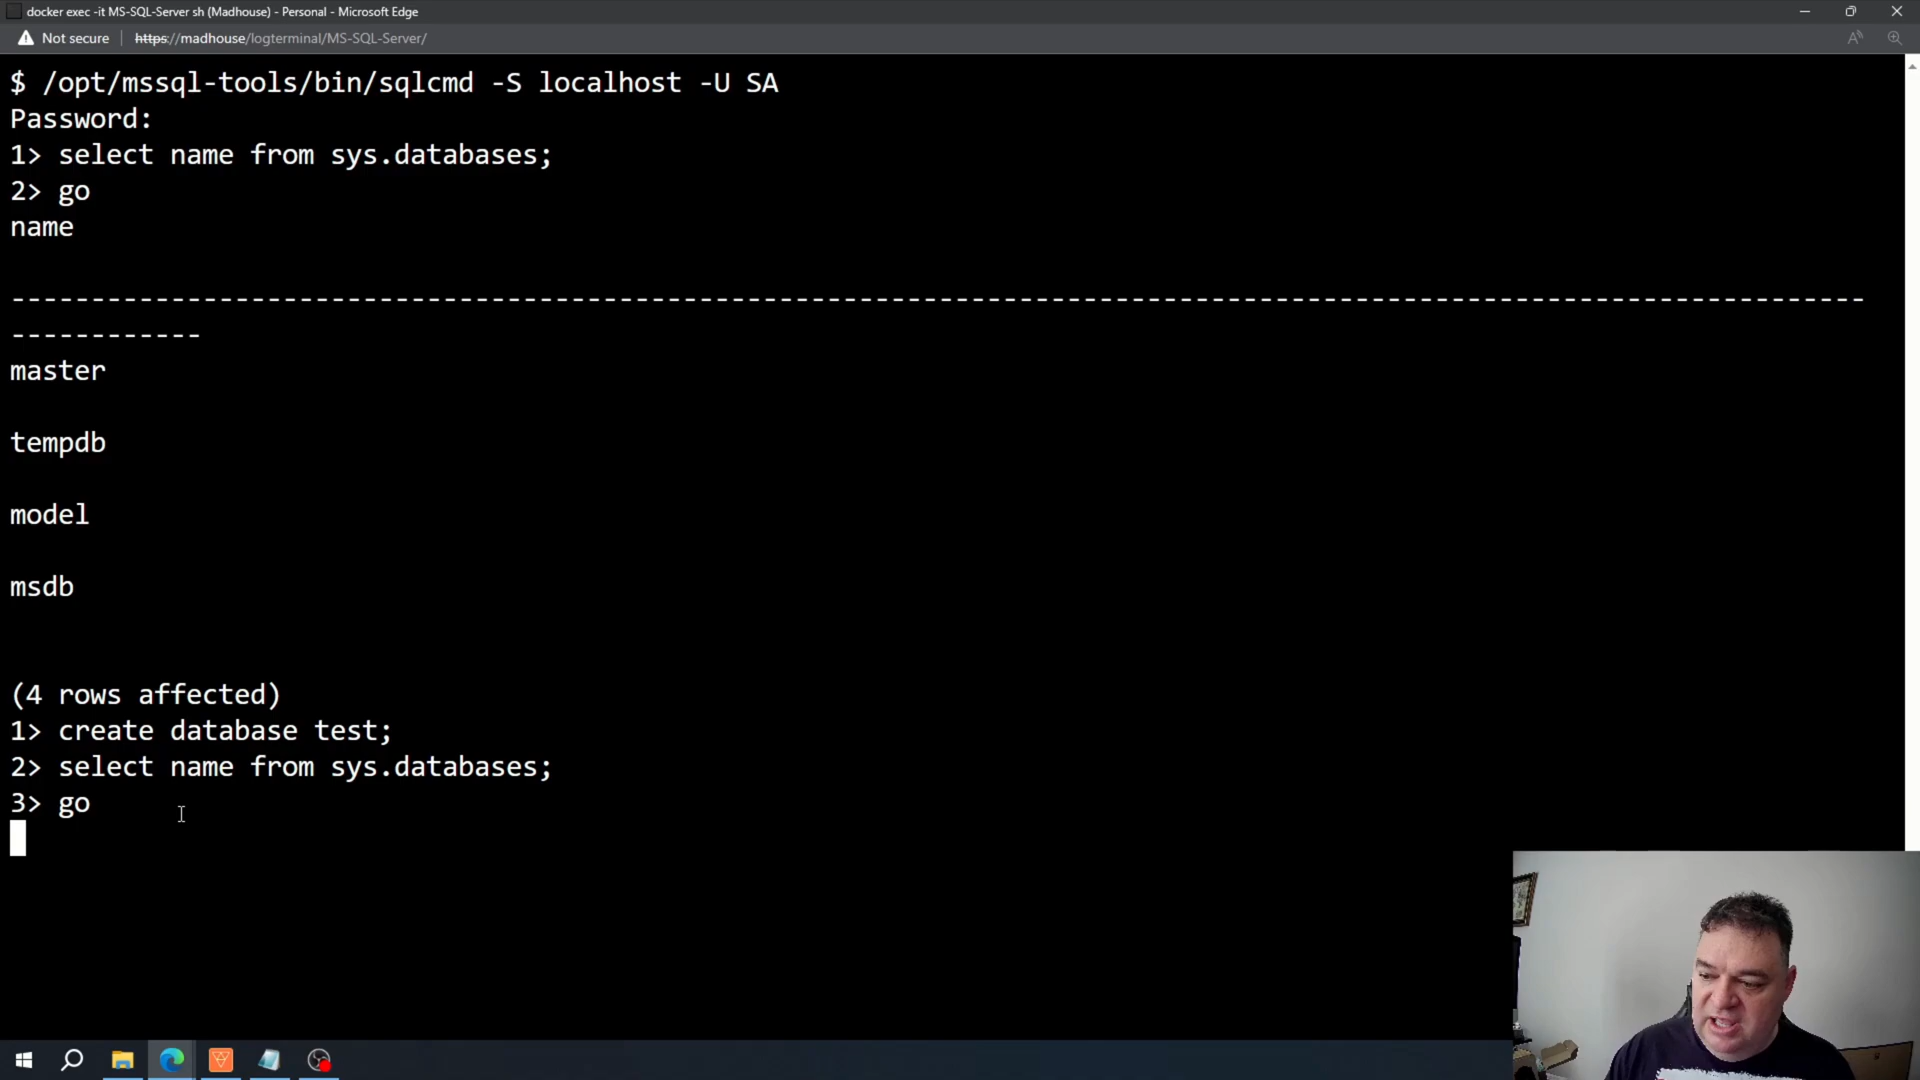 docker exec -it MS-SQL-Server sh (Madhouse) - Personal - Microsoft Edge
Not secure | https://madhouse/logterminal/MS-SQL-Server/
$ /opt/mssql-tools/bin/sqlcmd -S localhost -U SA
Password:
1> select name from sys.databases;
2> go
name
--------------------------------------------------------------------------------------------------------------------
------------
master
tempdb
model
msdb
(4 rows affected)
1> create database test;
2> select name from sys.databases;
3> go